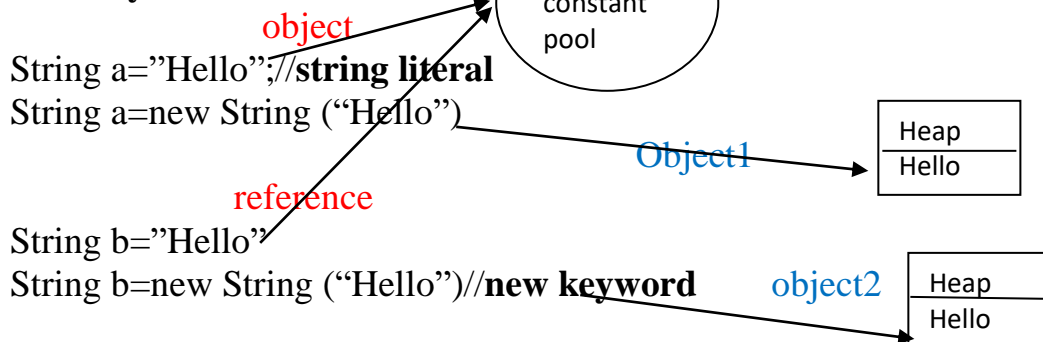 constant
pool
object
String a=”Hello”;//string literal
String a=new String (“Hello”)
Heap
Hello
Object1
reference
String b=”Hello”
String b=new String (“Hello”)//new keyword
object2
Heap
Hello